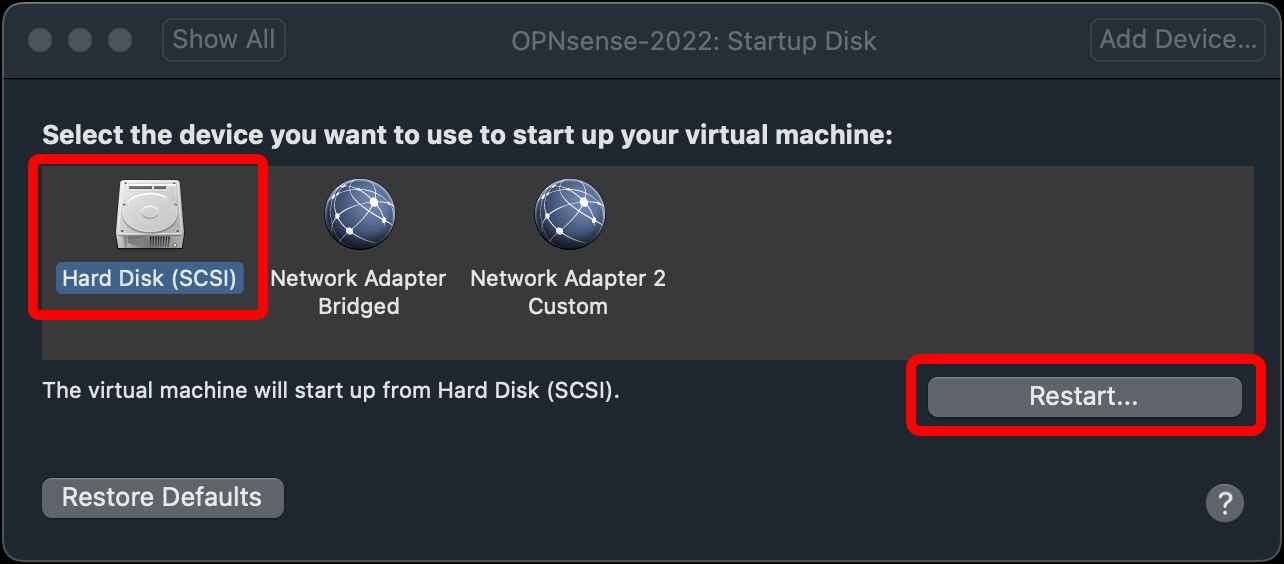 Show All
OPNsense-2022: Startup Disk
Add Device...
Select the device you want to use to start up your virtual machine:
Hard Disk (SCSI)
Network Adapter
Bridged
Network Adapter 2
Custom
The virtual machine will start up from Hard Disk (SCSI).
Restart...
Restore Defaults
?